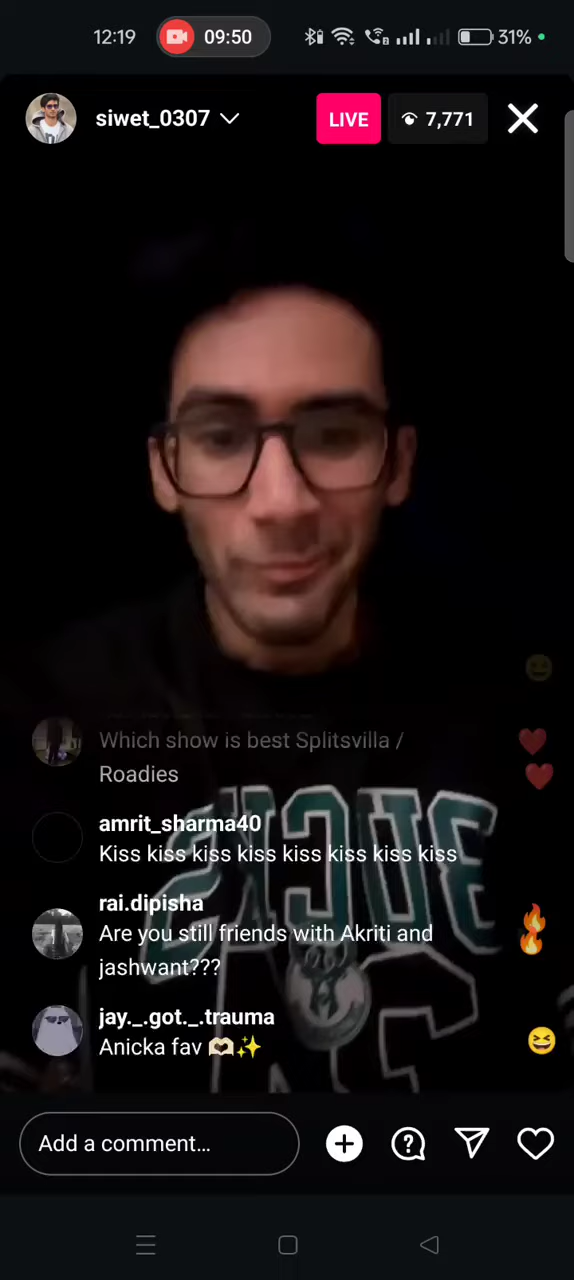 12:19 09:50 31%
siwet_0307 LIVE 7,771
Which show is best Splitsvilla /
Roadies
amrit_sharma40
Kiss kiss kiss kiss kiss kiss kiss kiss
rai.dipisha
Are you still friends with Akriti and
jashwant???
jay._.got._.trauma
Anicka fav 🫶🏻✨
BUCKS
Add a comment...